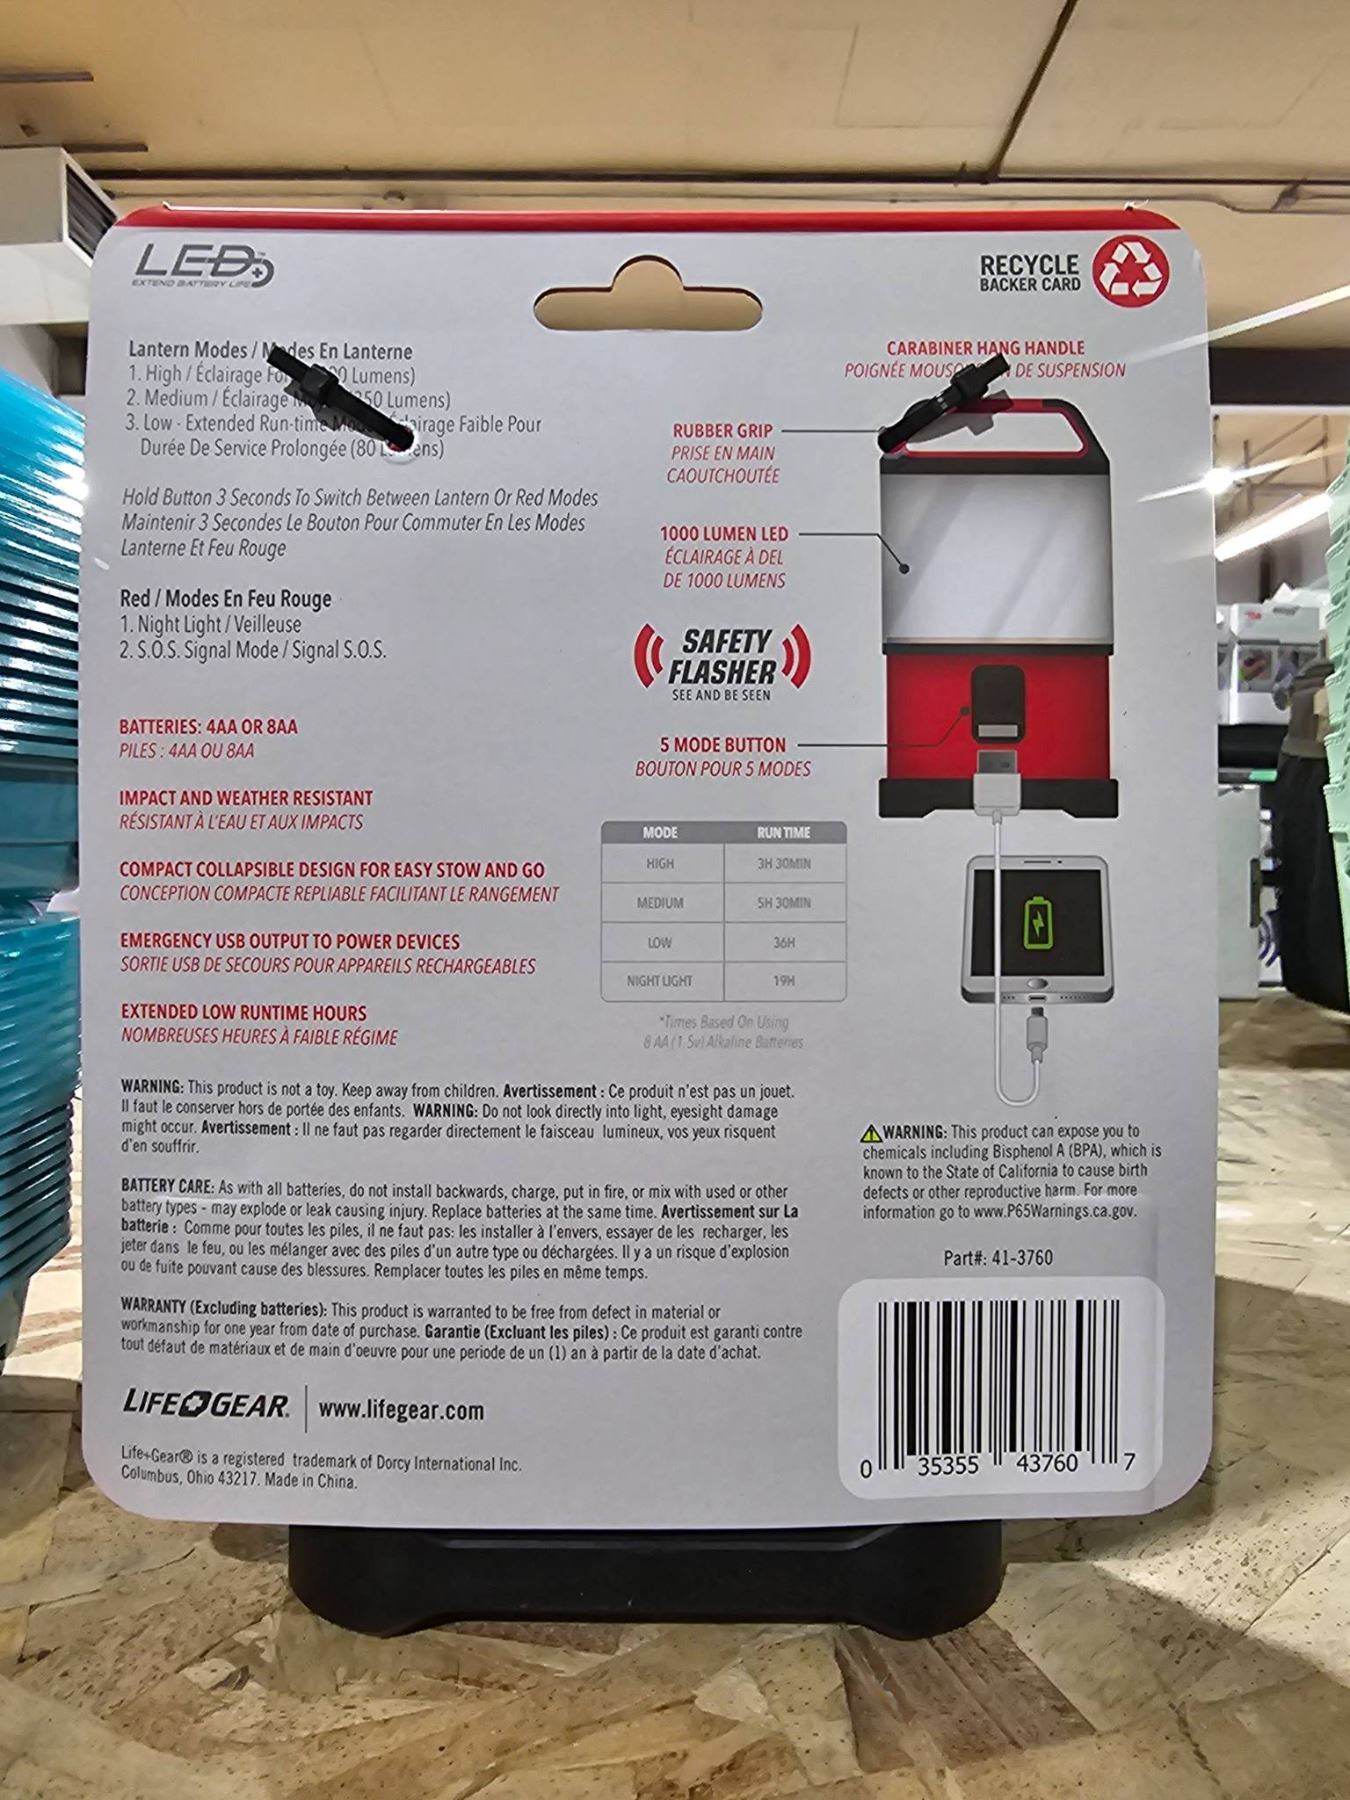 LED+
EXTEND BATTERY LIFE
RECYCLE
BACKER CARD
Lantern Modes / Modes En Lanterne
1. High / Éclairage Lumens)
2. Medium / Éclairage Lumens)
3. Low - Extended Run-time Éclairage Faible Pour
Durée De Service Prolongée (80 Lumens)
Hold Button 3 Seconds To Switch Between Lantern Or Red Modes
Maintenir 3 Secondes Le Bouton Pour Commuter En Les Modes
Lanterne Et Feu Rouge
Red / Modes En Feu Rouge
1. Night Light / Veilleuse
2. S.O.S. Signal Mode / Signal S.O.S.
BATTERIES: 4AA OR 8AA
PILES : 4AA OU 8AA
IMPACT AND WEATHER RESISTANT
RÉSISTANT À L'EAU ET AUX IMPACTS
COMPACT COLLAPSIBLE DESIGN FOR EASY STOW AND GO
CONCEPTION COMPACTE REPLIABLE FACILITANT LE RANGEMENT
EMERGENCY USB OUTPUT TO POWER DEVICES
SORTIE USB DE SECOURS POUR APPAREILS RECHARGEABLES
EXTENDED LOW RUNTIME HOURS
NOMBREUSES HEURES À FAIBLE RÉGIME
CARABINER HANG HANDLE
POIGNÉE DE SUSPENSION
RUBBER GRIP
PRISE EN MAIN
CAOUTCHOUTÉE
1000 LUMEN LED
ÉCLAIRAGE À DEL
DE 1000 LUMENS
SAFETY
FLASHER
SEE AND BE SEEN
5 MODE BUTTON
BOUTON POUR 5 MODES
MODE RUN TIME
HIGH 3H 30MIN
MEDIUM 5H 30MIN
LOW 36H
NIGHT LIGHT 19H
*Times Based On Using
8 AA (1.5v) Alkaline Batteries
WARNING: This product is not a toy. Keep away from children. Avertissement : Ce produit n'est pas un jouet.
Il faut le conserver hors de portée des enfants. WARNING: Do not look directly into light, eyesight damage
might occur. Avertissement : Il ne faut pas regarder directement le faisceau lumineux, vos yeux risquent
d'en souffrir.
BATTERY CARE: As with all batteries, do not install backwards, charge, put in fire, or mix with used or other
battery types - may explode or leak causing injury. Replace batteries at the same time. Avertissement sur La
batterie : Comme pour toutes les piles, il ne faut pas: les installer à l'envers, essayer de les recharger, les
jeter dans le feu, ou les mélanger avec des piles d'un autre type ou déchargées. Il y a un risque d'explosion
ou de fuite pouvant cause des blessures. Remplacer toutes les piles en même temps.
WARRANTY (Excluding batteries): This product is warranted to be free from defect in material or
workmanship for one year from date of purchase. Garantie (Excluant les piles) : Ce produit est garanti contre
tout défaut de matériaux et de main d'oeuvre pour une periode de un (1) an à partir de la date d'achat.
LIFE+GEAR. www.lifegear.com
Life+Gear® is a registered trademark of Dorcy International Inc.
Columbus, Ohio 43217. Made in China.
WARNING: This product can expose you to
chemicals including Bisphenol A (BPA), which is
known to the State of California to cause birth
defects or other reproductive harm. For more
information go to www.P65Warnings.ca.gov.
Part#: 41-3760
0 35355 43760 7